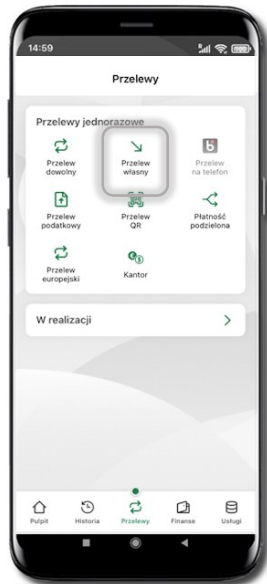 14:59
Przelewy
Przelewy jednorazowe
Przelew
dowolny
Przelew
własny
Przelew
na telefon
Przelew
podatkowy
Przelew
QR
Płatność
podzielona
Przelew
europejski
Kantor
W realizacji
Pulpit
Historia
Przelewy
Finanse
Usługi